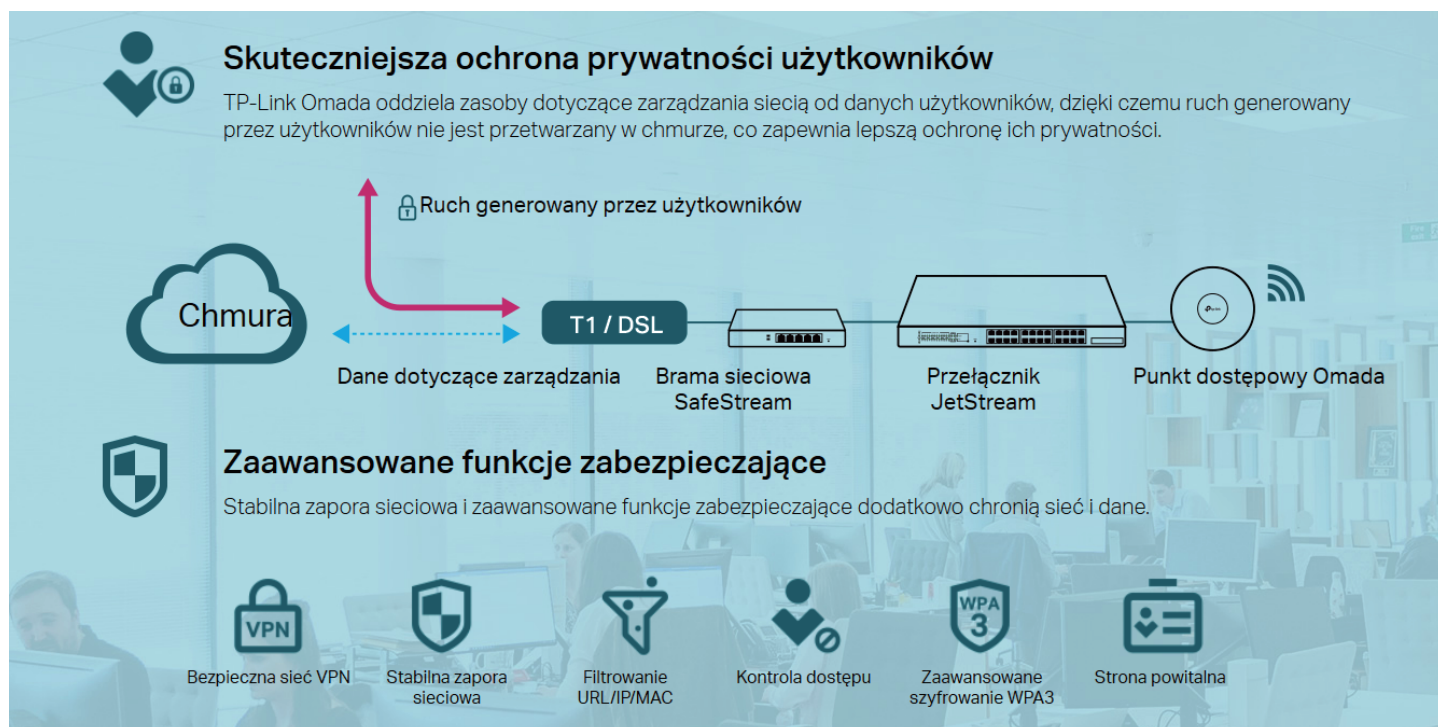 Skuteczniejsza ochrona prywatności użytkowników
TP-Link Omada oddziela zasoby dotyczące zarządzania siecią od danych użytkowników, dzięki czemu ruch generowany
przez użytkowników nie jest przetwarzany w chmurze, co zapewnia lepszą ochronę ich prywatności.
Ruch generowany przez użytkowników
Chmura
T1 / DSL
Dane dotyczące zarządzania
Brama sieciowa
SafeStream
Przełącznik
JetStream
Punkt dostępowy Omada
Zaawansowane funkcje zabezpieczające
Stabilna zapora sieciowa i zaawansowane funkcje zabezpieczające dodatkowo chronią sieć i dane.
VPN
Bezpieczna sieć VPN
Stabilna zapora
sieciowa
Filtrowanie
URL/IP/MAC
Kontrola dostępu
WPA
3
Zaawansowane
szyfrowanie WPA3
Strona powitalna